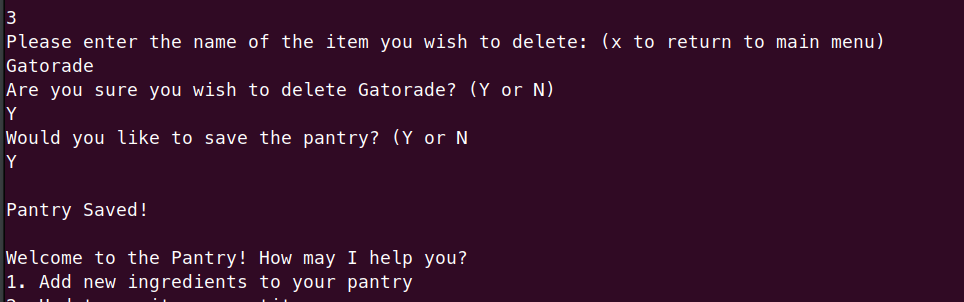 3
Please enter the name of the item you wish to delete: (x to return to main menu)
Gatorade
Are you sure you wish to delete Gatorade? (Y or N)
Y
Would you like to save the pantry? (Y or N
Y
Pantry Saved!
Welcome to the Pantry! How may I help you?
1. Add new ingredients to your pantry